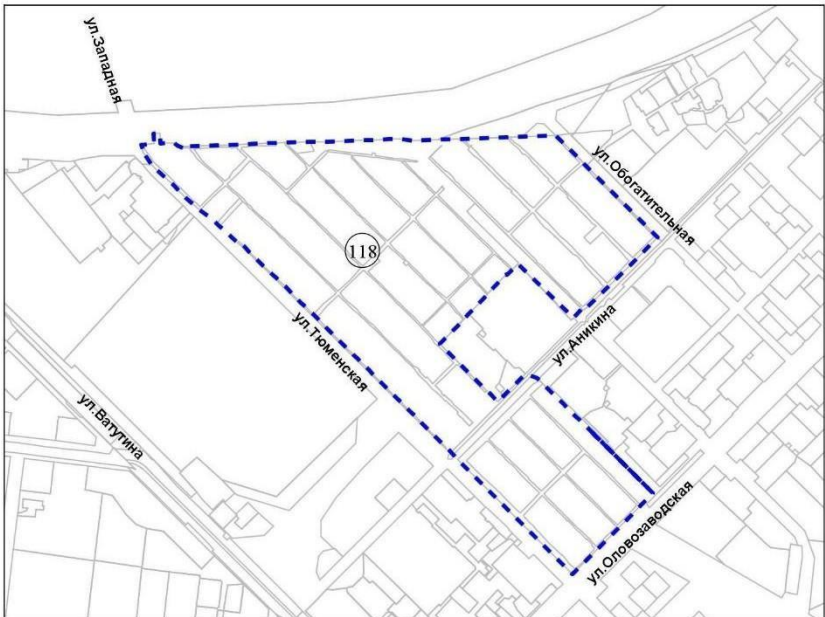 ул.Западная
ул.Обогатительная
118
ул.Аникина
ул.Тюменская
ул.Ватутина
ул.Оловозаводская